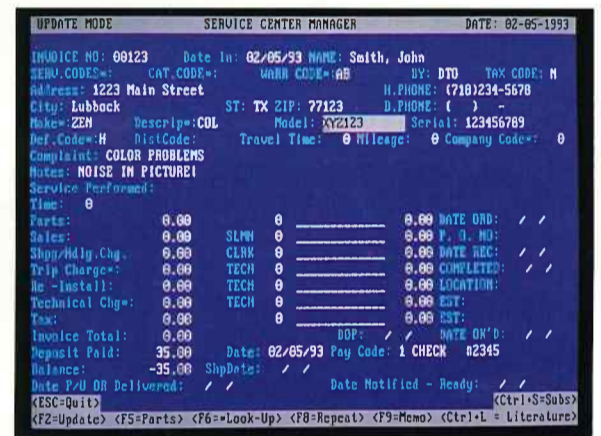 UPDATE MODE SERVICE CENTER MANAGER DATE: 02-05-1993
INVOICE NO: 00123 Date In: 02/05/93 NAME: Smith, John
SERV.CODES*: CAT.CODE*: WARR CODE*:AB BY: DTO TAX CODE: N
Address: 1223 Main Street H.PHONE: (718)234-5678
City: Lubbock ST: TX ZIP: 77123 D.PHONE: ( ) -
Make*:ZEN Descrip*:COL Model: XYZ123 Serial: 123456789
Def.Code*:H DistCode: Travel Time: 0 Mileage: 0 Company Code*: 0
Complaint: COLOR PROBLEMS
Notes: NOISE IN PICTURE!
Service Performed:
Time: 0
Parts: 0.00 0 ________ 0.00 DATE ORD: / /
Sales: 0.00 SLMN 0 ________ 0.00 P. O. NO:
Shpg/Hdlg.Chg. 0.00 CLRK 0 ________ 0.00 DATE REC: / /
Trip Charge*: 0.00 TECH 0 ________ 0.00 COMPLETED: / /
Re-Install: 0.00 TECH 0 ________ 0.00 LOCATION:
Technical Chg*: 0.00 TECH 0 ________ 0.00 EST:
Tax: 0.00 0 ________ 0.00 EST:
Invoice Total: 0.00 DOP: / / DATE OK'D: / /
Deposit Paid: 35.00 Date: 02/05/93 Pay Code: 1 CHECK #2345
Balance: -35.00 ShpDate: / /
Date P/U OR Delivered: / / Date Notified - Ready: / /
<ESC=Quit> <Ctrl-S=Subs>
<F2=Update> <F5=Parts> <F6=*Look-Up> <F8=Repeat> <F9=Memo> <Ctrl-L = Literature>